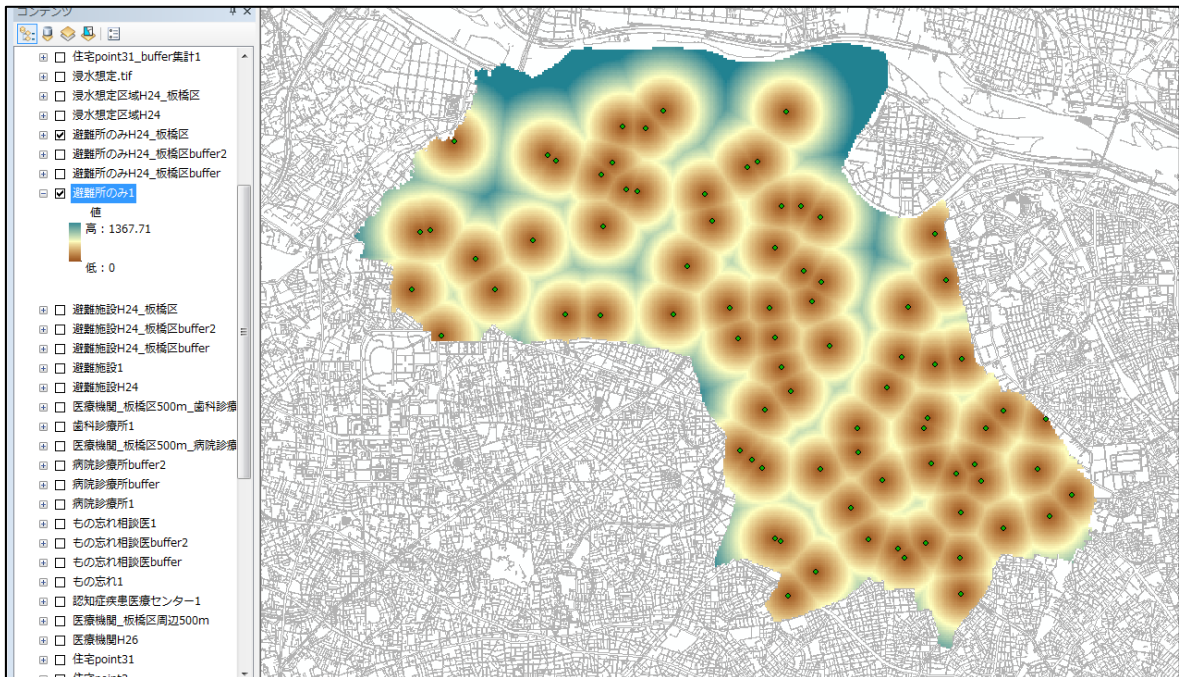 コンテンツ
住宅point31_buffer集計1
浸水想定.tif
浸水想定区域H24_板橋区
浸水想定区域H24
避難所のみH24_板橋区
避難所のみH24_板橋区buffer2
避難所のみH24_板橋区buffer
避難所のみ1
値
高 : 1367.71
低 : 0
避難施設H24_板橋区
避難施設H24_板橋区buffer2
避難施設H24_板橋区buffer
避難施設1
避難施設H24
医療機関_板橋区500m_歯科診療
歯科診療所1
医療機関_板橋区500m_病院診療
病院診療所buffer2
病院診療所buffer
病院診療所1
もの忘れ相談医1
もの忘れ相談医buffer2
もの忘れ相談医buffer
もの忘れ1
認知症疾患医療センター1
医療機関_板橋区周辺500m
医療機関H26
住宅point31